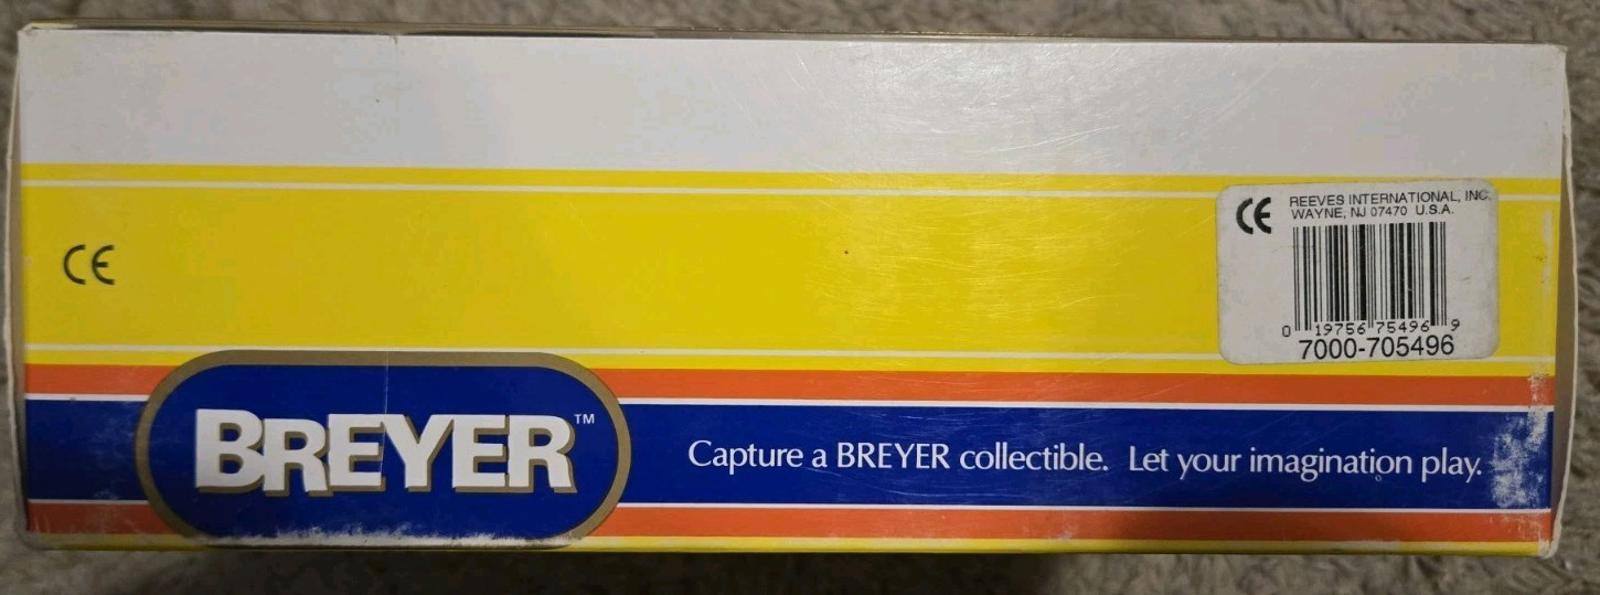 CE
CE
REEVES INTERNATIONAL, INC.
WAYNE, NJ 07470 U.S.A.
0 19756 75496 9
7000-705496
BREYER™
Capture a BREYER collectible. Let your imagination play.